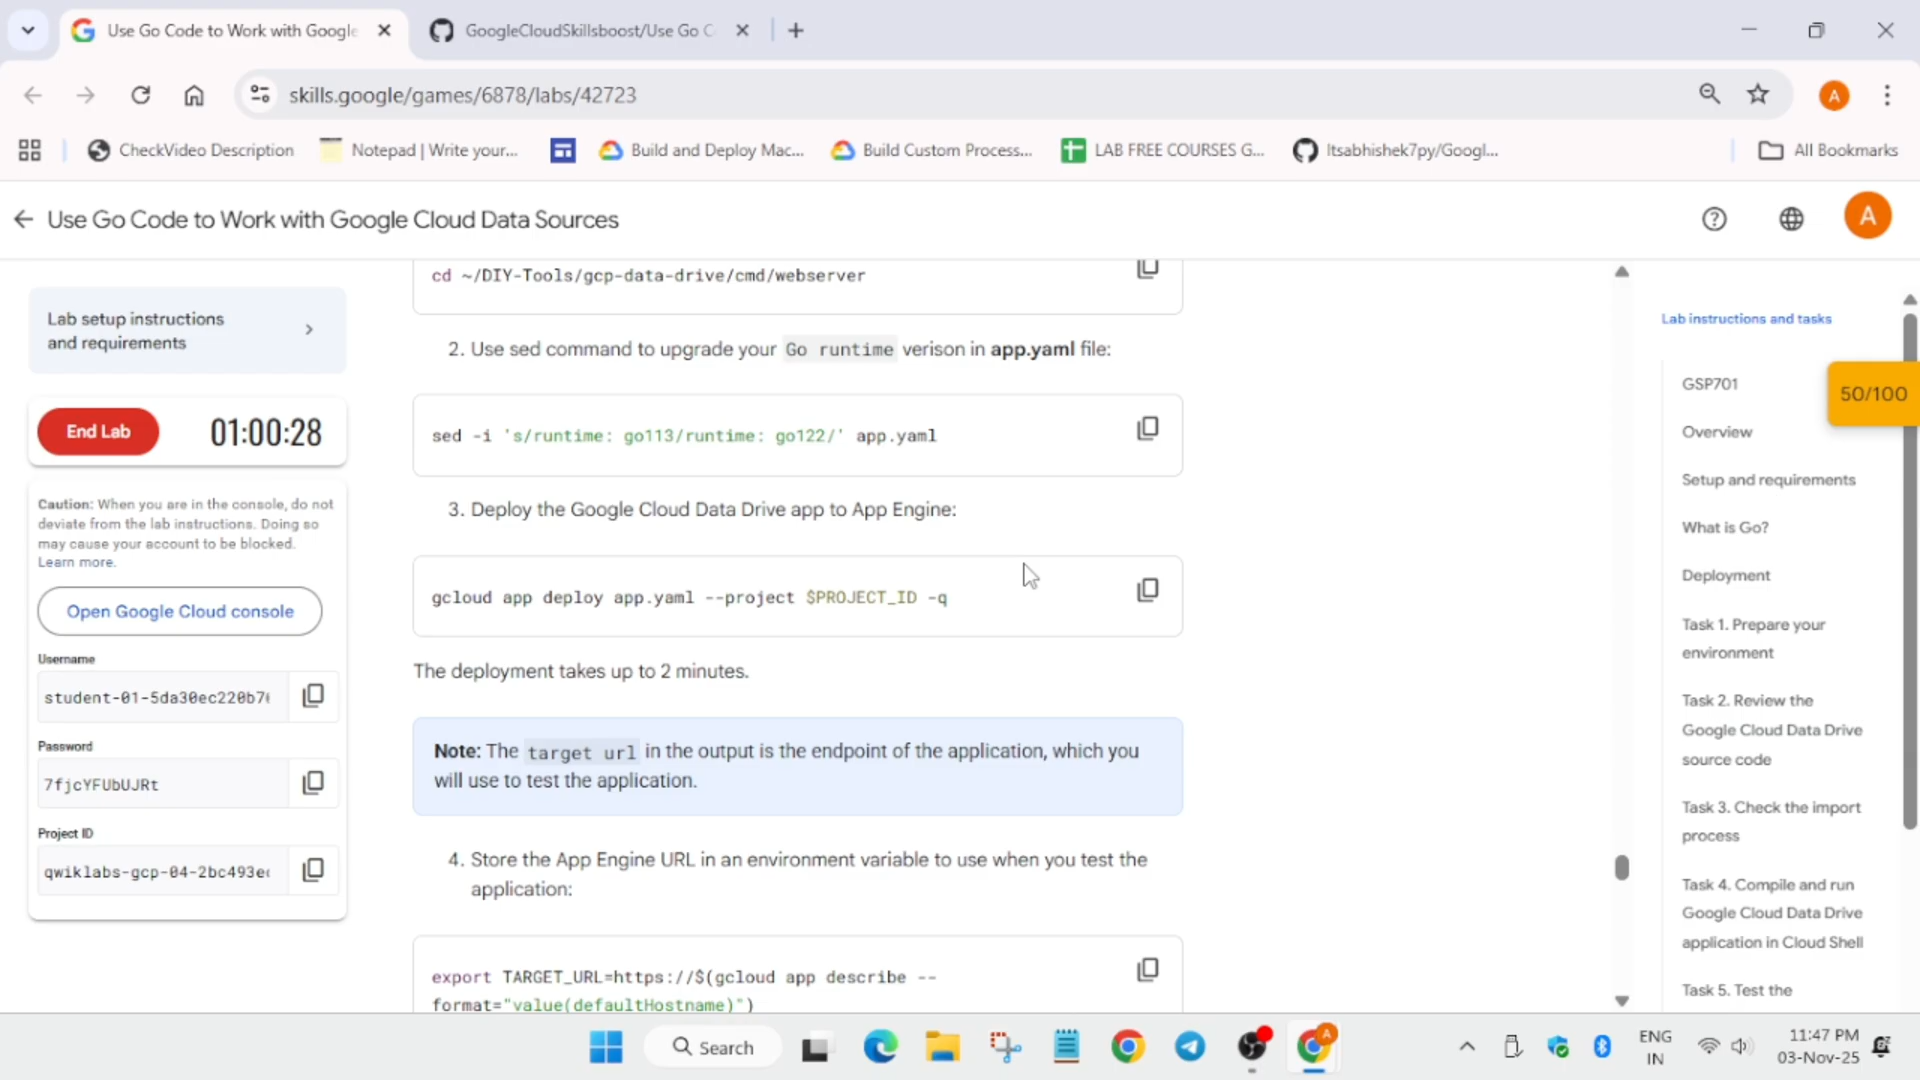 Use Go Code to Work with Google
GoogleCloudSkillsboost/Use Go C
skills.google/games/6878/labs/42723
A
CheckVideo Description
Notepad | Write your...
Build and Deploy Mac...
Build Custom Process...
LAB FREE COURSES G...
Itsabhishek7py/Googl...
All Bookmarks
Use Go Code to Work with Google Cloud Data Sources
A
Lab setup instructions
and requirements
End Lab
01:00:28
Caution: When you are in the console, do not
deviate from the lab instructions. Doing so
may cause your account to be blocked.
Learn more.
Open Google Cloud console
Username
student-01-5da30ec220b7
Password
7fjcYFUbUJRt
Project ID
qwiklabs-gcp-04-2bc493e
cd ~/DIY-Tools/gcp-data-drive/cmd/webserver
2. Use sed command to upgrade your Go runtime verison in app.yaml file:
sed -i 's/runtime: go113/runtime: go122/' app.yaml
3. Deploy the Google Cloud Data Drive app to App Engine:
gcloud app deploy app.yaml --project $PROJECT_ID -q
The deployment takes up to 2 minutes.
Note: The target url in the output is the endpoint of the application, which you
will use to test the application.
4. Store the App Engine URL in an environment variable to use when you test the
application:
export TARGET_URL=https://$(gcloud app describe --
format="value(defaultHostname)")
Lab instructions and tasks
GSP701
50/100
Overview
Setup and requirements
What is Go?
Deployment
Task 1. Prepare your
environment
Task 2. Review the
Google Cloud Data Drive
source code
Task 3. Check the import
process
Task 4. Compile and run
Google Cloud Data Drive
application in Cloud Shell
Task 5. Test the
Search
A
ENG
IN
11:47 PM
03-Nov-25